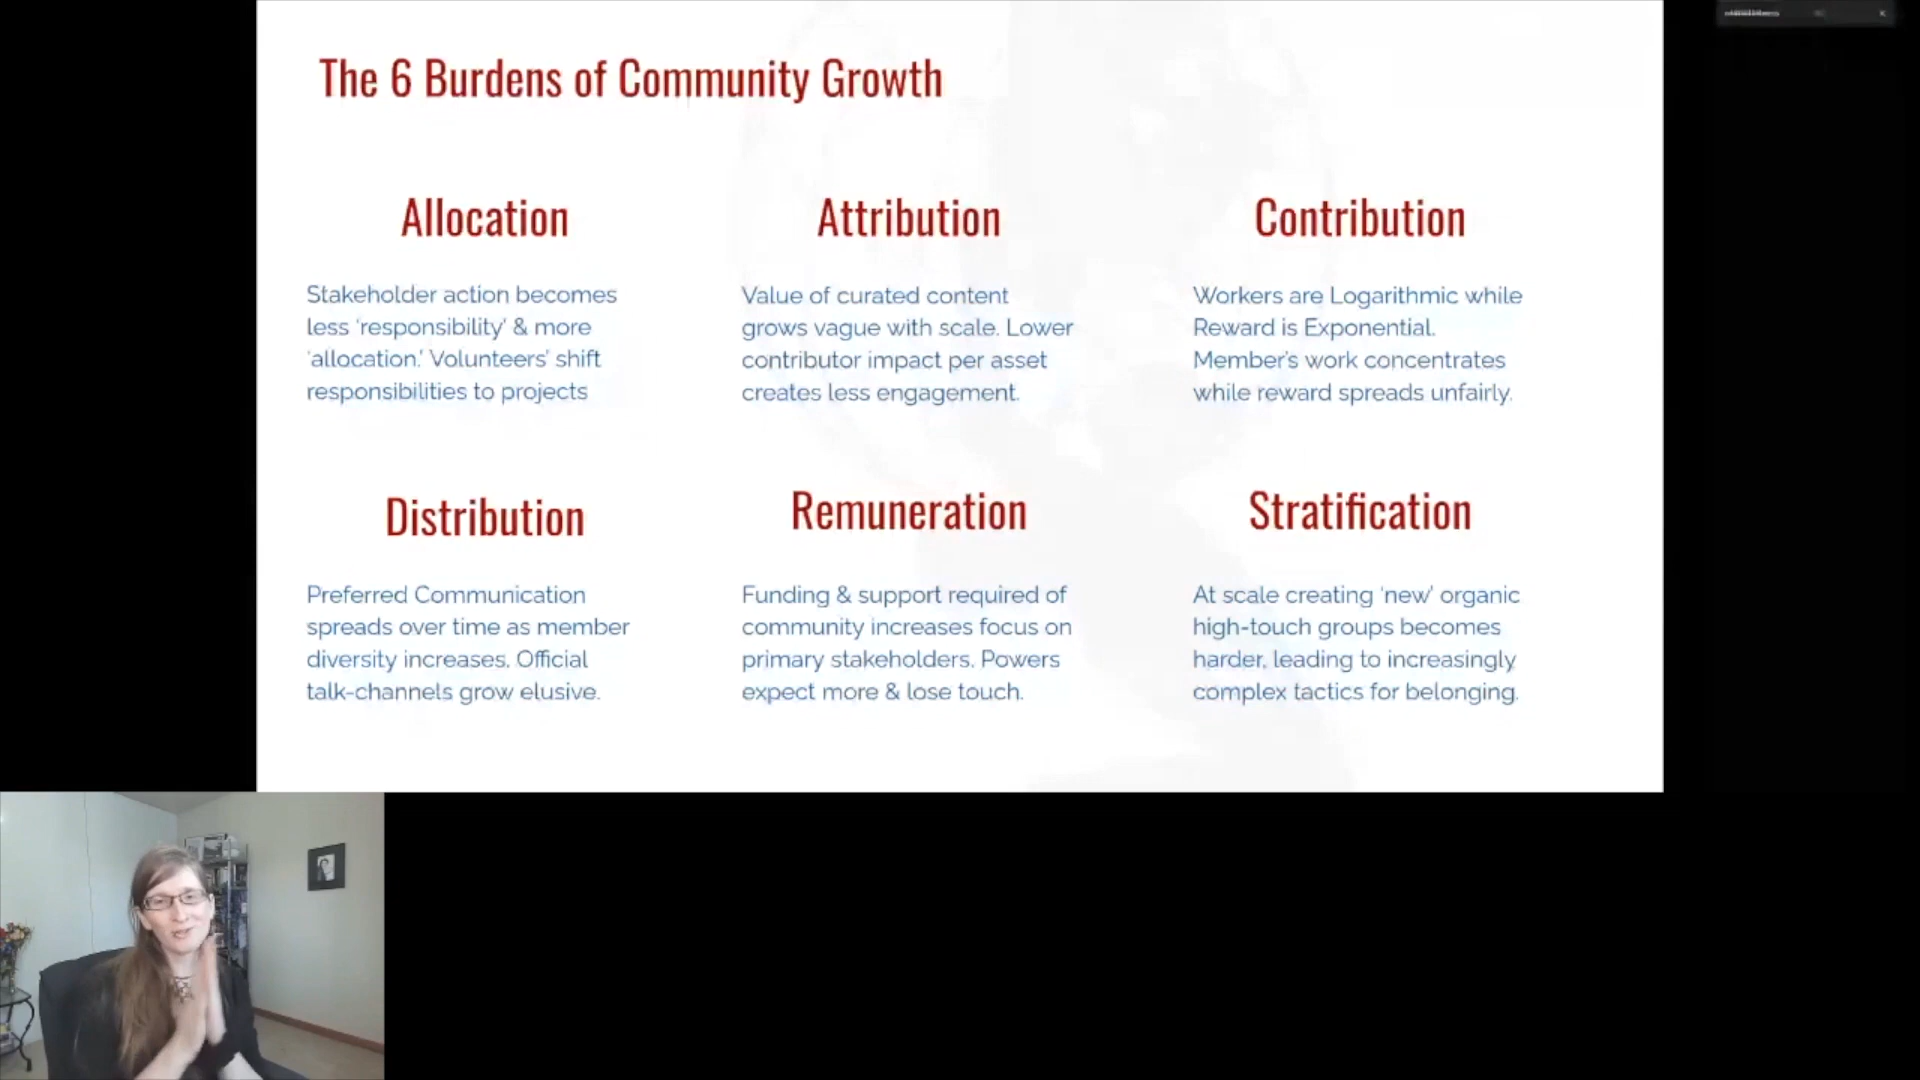 The 6 Burdens of Community Growth
Allocation
Stakeholder action becomes
less 'responsibility' & more
'allocation.' Volunteers' shift
responsibilities to projects
Attribution
Value of curated content
grows vague with scale. Lower
contributor impact per asset
creates less engagement.
Contribution
Workers are Logarithmic while
Reward is Exponential.
Member's work concentrates
while reward spreads unfairly.
Distribution
Preferred Communication
spreads over time as member
diversity increases. Official
talk-channels grow elusive.
Remuneration
Funding & support required of
community increases focus on
primary stakeholders. Powers
expect more & lose touch.
Stratification
At scale creating 'new' organic
high-touch groups becomes
harder, leading to increasingly
complex tactics for belonging.